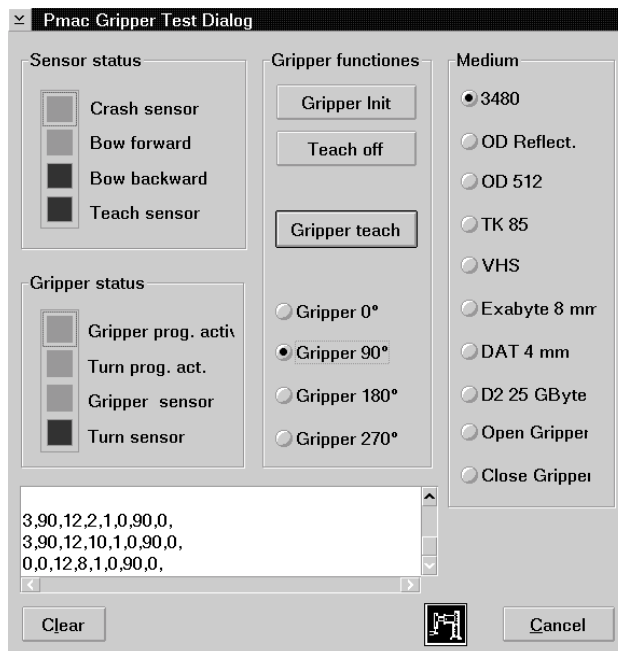 Pmac Gripper Test Dialog
Sensor status
Crash sensor
Bow forward
Bow backward
Teach sensor
Gripper status
Gripper prog. activ
Turn prog. act.
Gripper sensor
Turn sensor
Gripper functiones
Gripper Init
Teach off
Gripper teach
Gripper 0°
Gripper 90°
Gripper 180°
Gripper 270°
Medium
3480
OD Reflect.
OD 512
TK 85
VHS
Exabyte 8 mm
DAT 4 mm
D2 25 GByte
Open Gripper
Close Gripper
3,90,12,2,1,0,90,0,
3,90,12,10,1,0,90,0,
0,0,12,8,1,0,90,0,
Clear
Cancel